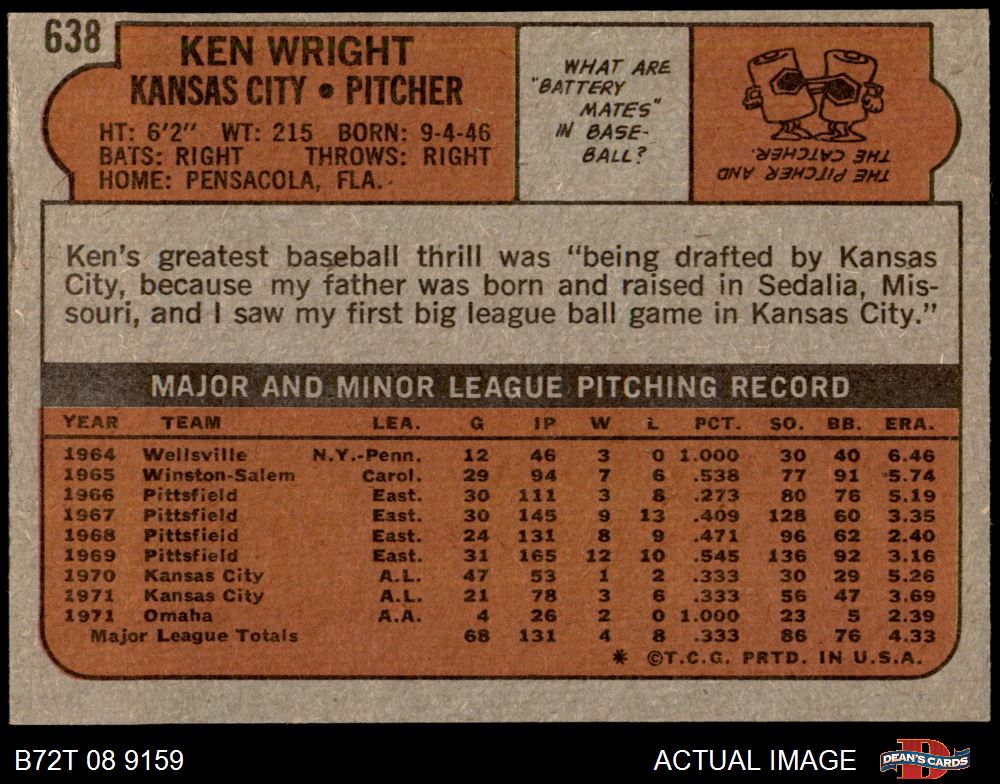 638
KEN WRIGHT
KANSAS CITY • PITCHER
HT: 6'2" WT: 215 BORN: 9-4-46
BATS: RIGHT THROWS: RIGHT
HOME: PENSACOLA, FLA.
WHAT ARE
"BATTERY
MATES"
IN BASE-
BALL?
THE PITCHER AND
THE CATCHER.
Ken's greatest baseball thrill was "being drafted by Kansas
City, because my father was born and raised in Sedalia, Mis-
souri, and I saw my first big league ball game in Kansas City."
MAJOR AND MINOR LEAGUE PITCHING RECORD
YEAR TEAM LEA. G IP W L PCT. SO. BB. ERA.
1964 Wellsville N.Y.-Penn. 12 46 3 0 1.000 30 40 6.46
1965 Winston-Salem Carol. 29 94 7 6 .538 77 91 5.74
1966 Pittsfield East. 30 111 3 8 .273 80 76 5.19
1967 Pittsfield East. 30 145 9 13 .409 128 60 3.35
1968 Pittsfield East. 24 131 8 9 .471 96 62 2.40
1969 Pittsfield East. 31 165 12 10 .545 136 92 3.16
1970 Kansas City A.L. 47 53 1 2 .333 30 29 5.26
1971 Kansas City A.L. 21 78 3 6 .333 56 47 3.69
1971 Omaha A.A. 4 26 2 0 1.000 23 5 2.39
Major League Totals 68 131 4 8 .333 86 76 4.33
* ©T.C.G. PRTD. IN U.S.A.
B72T 08 9159
ACTUAL IMAGE
D
DEAN'S CARDS